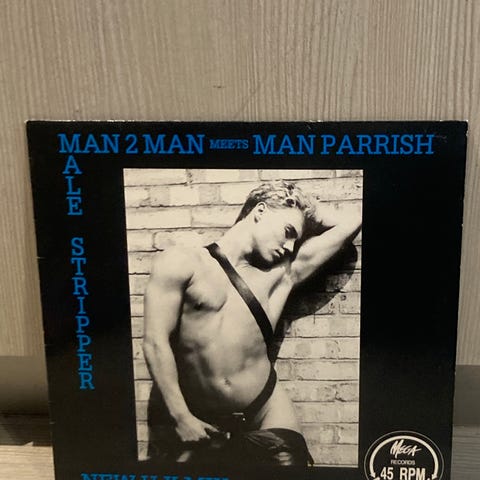 MAN 2 MAN MEETS MAN PARRISH
MALE STRIPPER
MEGA
RECORDS
45 RPM